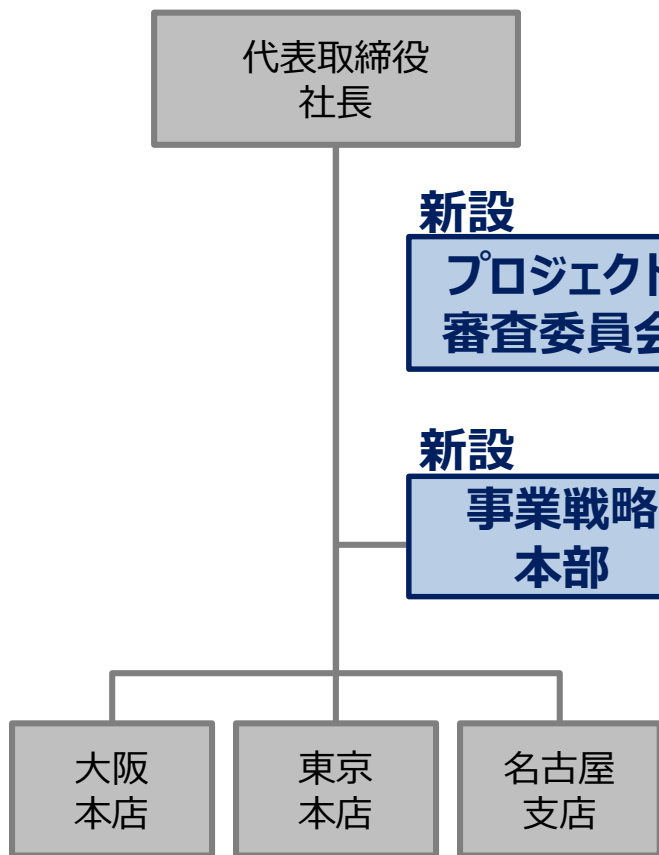 代表取締役
社長
新設
プロジェクト
審査委員会
新設
事業戦略
本部
大阪
本店
東京
本店
名古屋
支店